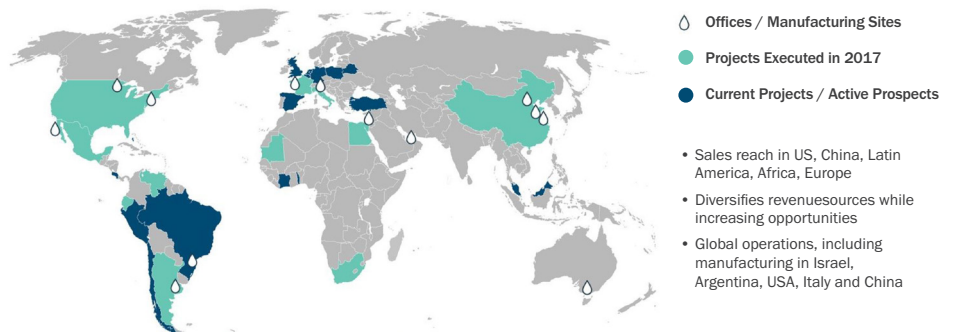 Offices / Manufacturing Sites
Projects Executed in 2017
Current Projects / Active Prospects
• Sales reach in US, China, Latin
America, Africa, Europe
• Diversifies revenuesources while
increasing opportunities
• Global operations, including
manufacturing in Israel,
Argentina, USA, Italy and China